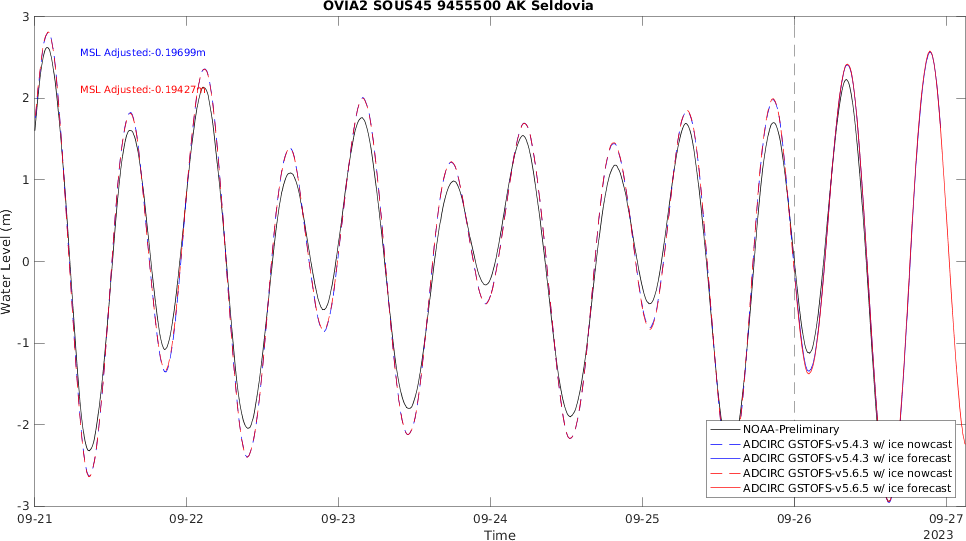 OVIA2 SOUS45 9455500 AK Seldovia
MSL Adjusted:-0.19699m
MSL Adjusted:-0.19427m
3
2
1
0
-1
-2
-3
Water Level (m)
09-21
09-22
09-23
09-24
09-25
09-26
09-27
Time
2023
NOAA-Preliminary
ADCIRC GSTOFS-v5.4.3 w/ ice nowcast
ADCIRC GSTOFS-v5.4.3 w/ ice forecast
ADCIRC GSTOFS-v5.6.5 w/ ice nowcast
ADCIRC GSTOFS-v5.6.5 w/ ice forecast